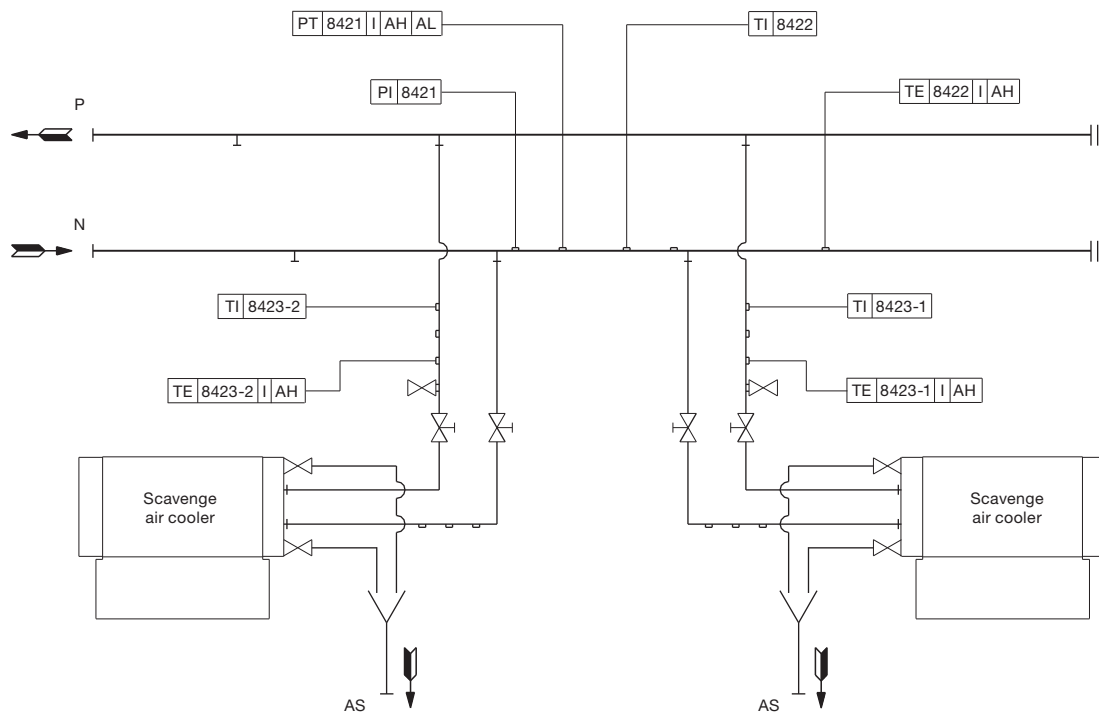 PT 8421 I AH AL
TI 8422
PI 8421
TE 8422 I AH
P
N
TI 8423-2
TI 8423-1
TE 8423-2 I AH
TE 8423-1 I AH
Scavenge
air cooler
Scavenge
air cooler
AS
AS